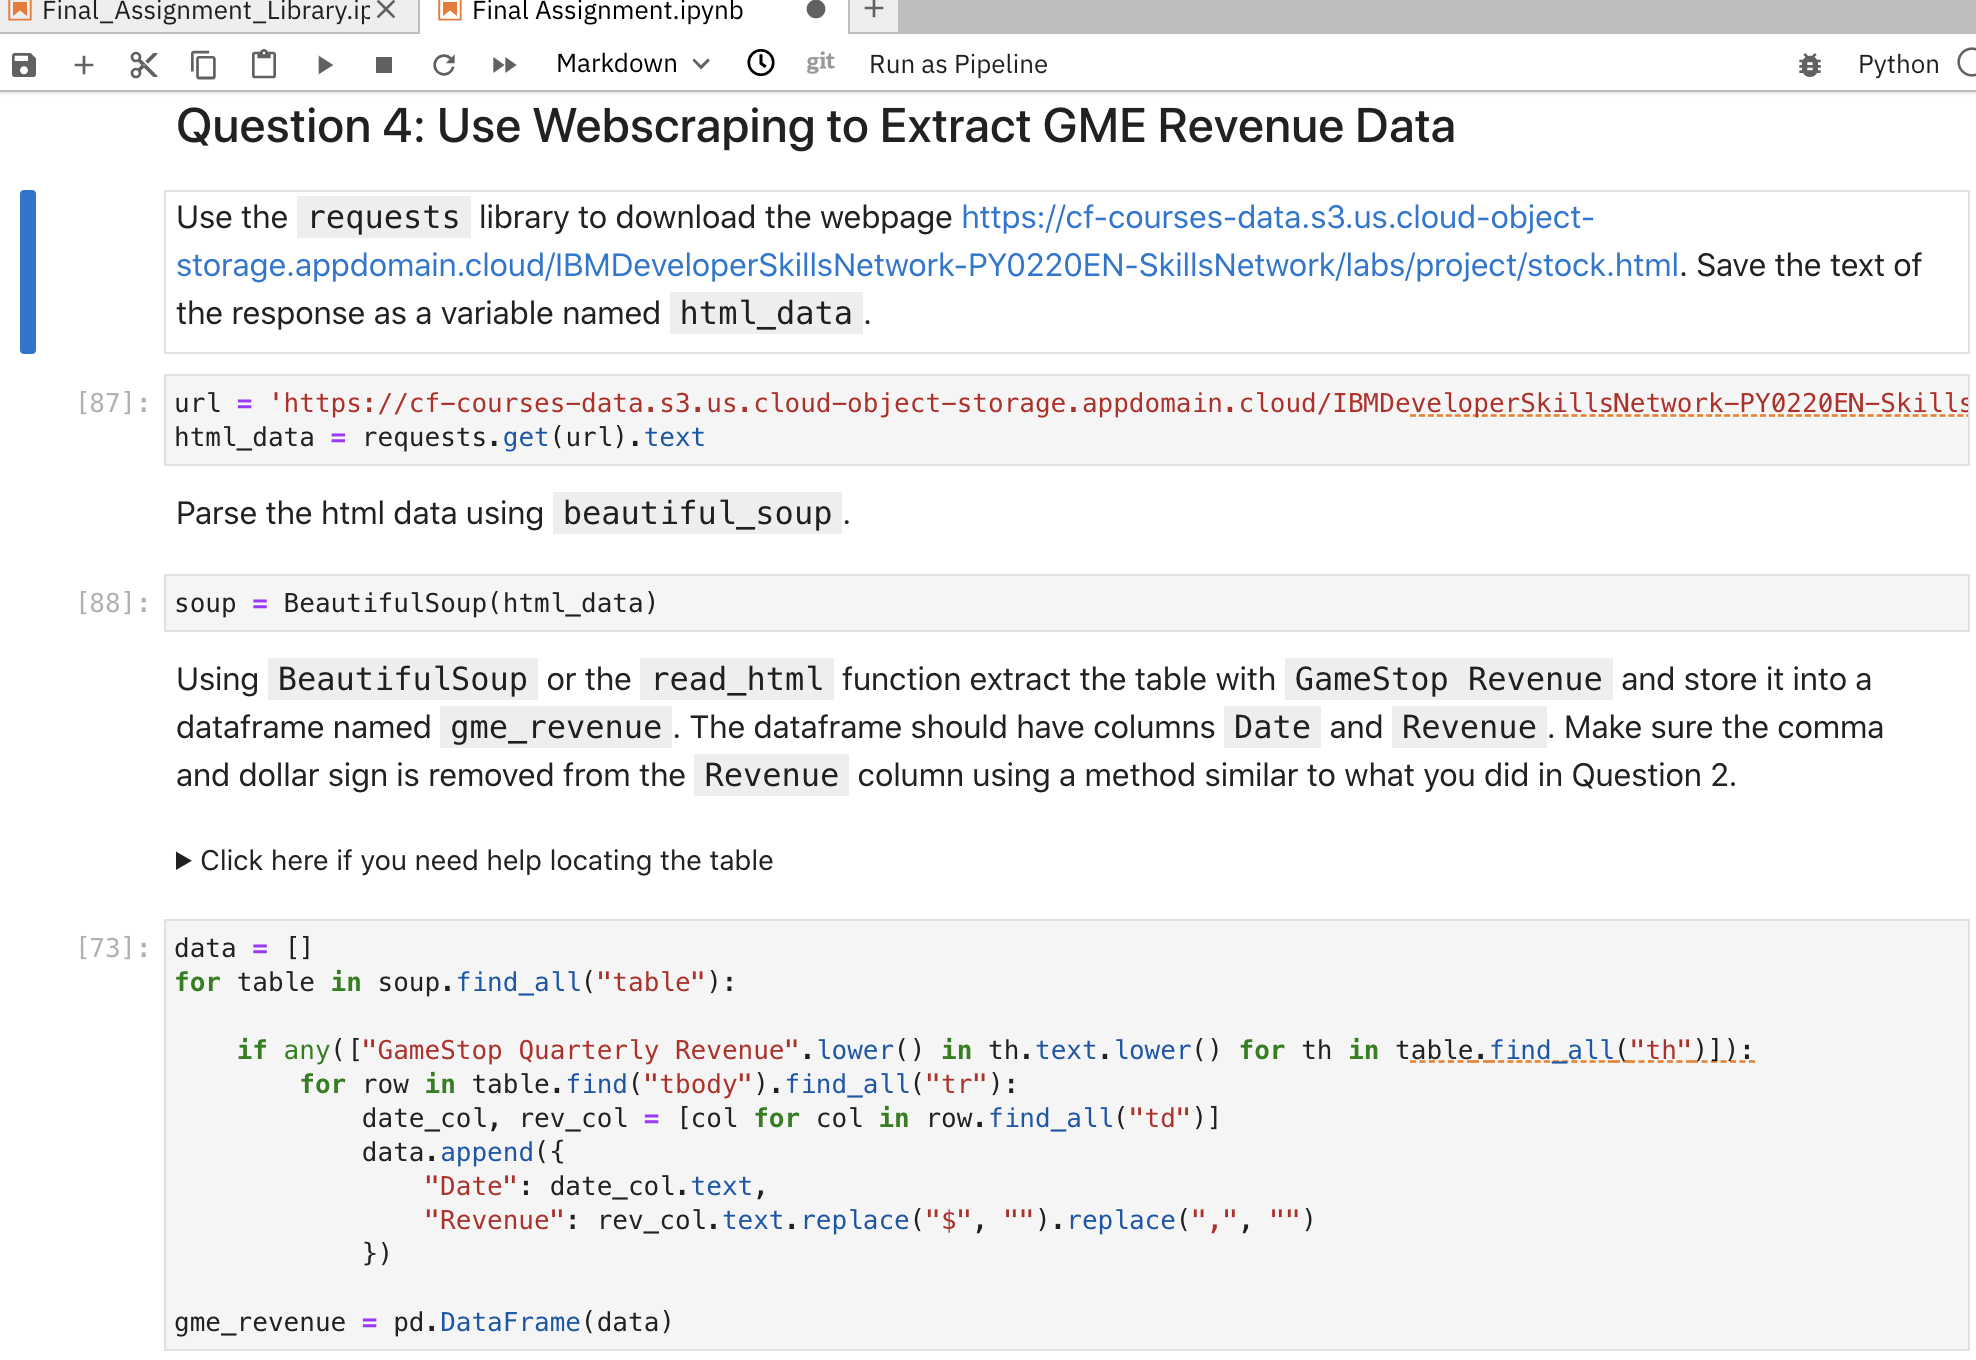 Final_Assignment_Library.ip Final Assignment.ipynb
Markdown git Run as Pipeline Python
Question 4: Use Webscraping to Extract GME Revenue Data
Use the requests library to download the webpage https://cf-courses-data.s3.us.cloud-object-
storage.appdomain.cloud/IBMDeveloperSkillsNetwork-PY0220EN-SkillsNetwork/labs/project/stock.html. Save the text of
the response as a variable named html_data.
[87]: url = 'https://cf-courses-data.s3.us.cloud-object-storage.appdomain.cloud/IBMDeveloperSkillsNetwork-PY0220EN-Skills
html_data = requests.get(url).text
Parse the html data using beautiful_soup.
[88]: soup = BeautifulSoup(html_data)
Using BeautifulSoup or the read_html function extract the table with GameStop Revenue and store it into a
dataframe named gme_revenue. The dataframe should have columns Date and Revenue. Make sure the comma
and dollar sign is removed from the Revenue column using a method similar to what you did in Question 2.
Click here if you need help locating the table
[73]: data = []
for table in soup.find_all("table"):
    if any(["GameStop Quarterly Revenue".lower() in th.text.lower() for th in table.find_all("th")]):
        for row in table.find("tbody").find_all("tr"):
            date_col, rev_col = [col for col in row.find_all("td")]
            data.append({
                "Date": date_col.text,
                "Revenue": rev_col.text.replace("$", "").replace(",", "")
            })
gme_revenue = pd.DataFrame(data)